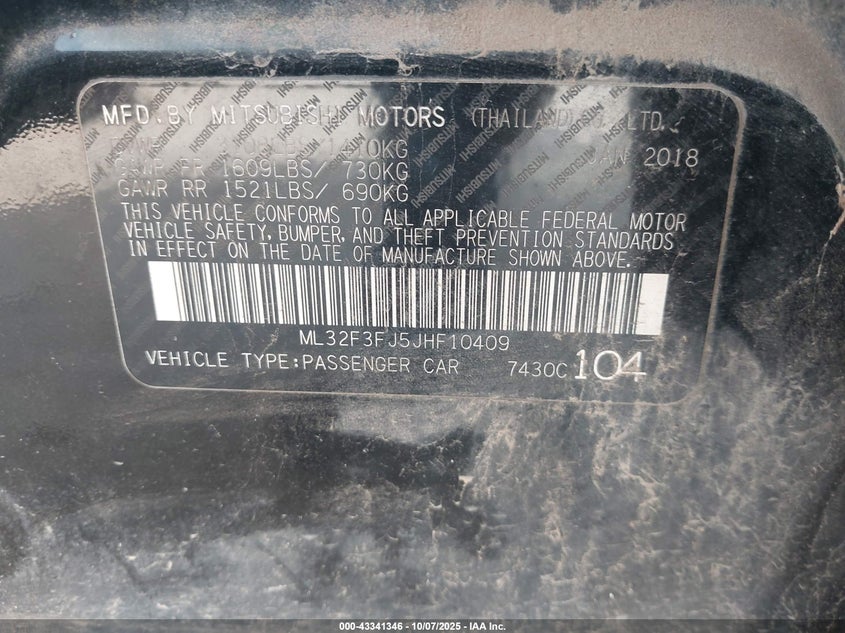 MFD.BY MITSUBISHI MOTORS (THAILAND) LTD.
JAN 2018
GAWR FR 1609LBS/ 730KG
GAWR RR 1521LBS/ 690KG
THIS VEHICLE CONFORMS TO ALL APPLICABLE FEDERAL MOTOR
VEHICLE SAFETY, BUMPER, AND THEFT PREVENTION STANDARDS
IN EFFECT ON THE DATE OF MANUFACTURE SHOWN ABOVE.
ML32F3FJ5JHF10409
VEHICLE TYPE:PASSENGER CAR 7430C 104
000-43341346 - 10/07/2025 - IAA Inc.